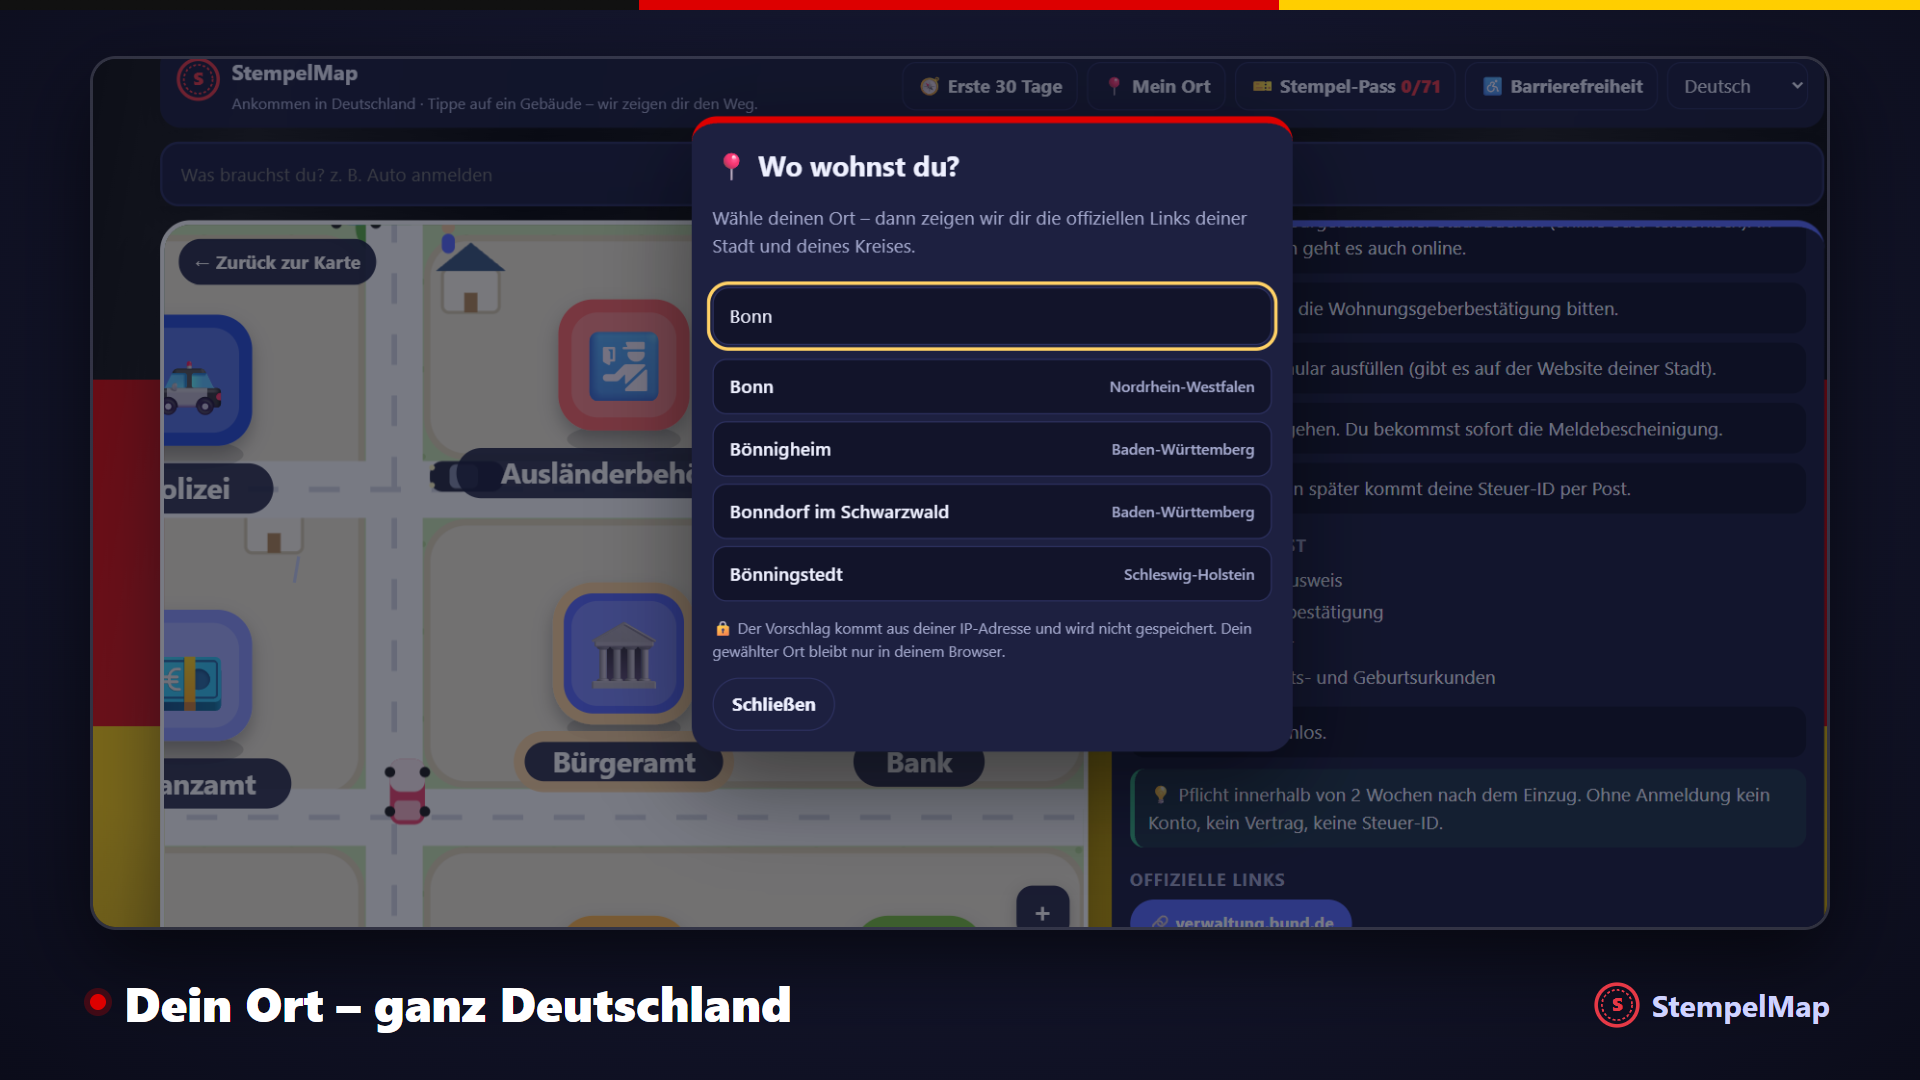 StempelMap
Ankommen in Deutschland · Tippe auf ein Gebäude – wir zeigen dir den Weg.
Erste 30 Tage
Mein Ort
Stempel-Pass 0/71
Barrierefreiheit
Deutsch
Was brauchst du? z. B. Auto anmelden
← Zurück zur Karte
olizei
Ausländerbehö
anzamt
Bürgeramt
Bank
+
Wo wohnst du?
Wähle deinen Ort – dann zeigen wir dir die offiziellen Links deiner
Stadt und deines Kreises.
Bonn
Bonn Nordrhein-Westfalen
Bönnigheim Baden-Württemberg
Bonndorf im Schwarzwald Baden-Württemberg
Bönningstedt Schleswig-Holstein
Der Vorschlag kommt aus deiner IP-Adresse und wird nicht gespeichert. Dein
gewählter Ort bleibt nur in deinem Browser.
Schließen
geht es auch online.
die Wohnungsgeberbestätigung bitten.
ular ausfüllen (gibt es auf der Website deiner Stadt).
gehen. Du bekommst sofort die Meldebescheinigung.
n später kommt deine Steuer-ID per Post.
ST
usweis
bestätigung
ts- und Geburtsurkunden
nlos.
Pflicht innerhalb von 2 Wochen nach dem Einzug. Ohne Anmeldung kein
Konto, kein Vertrag, keine Steuer-ID.
OFFIZIELLE LINKS
verwaltung.bund.de
Dein Ort – ganz Deutschland
S StempelMap